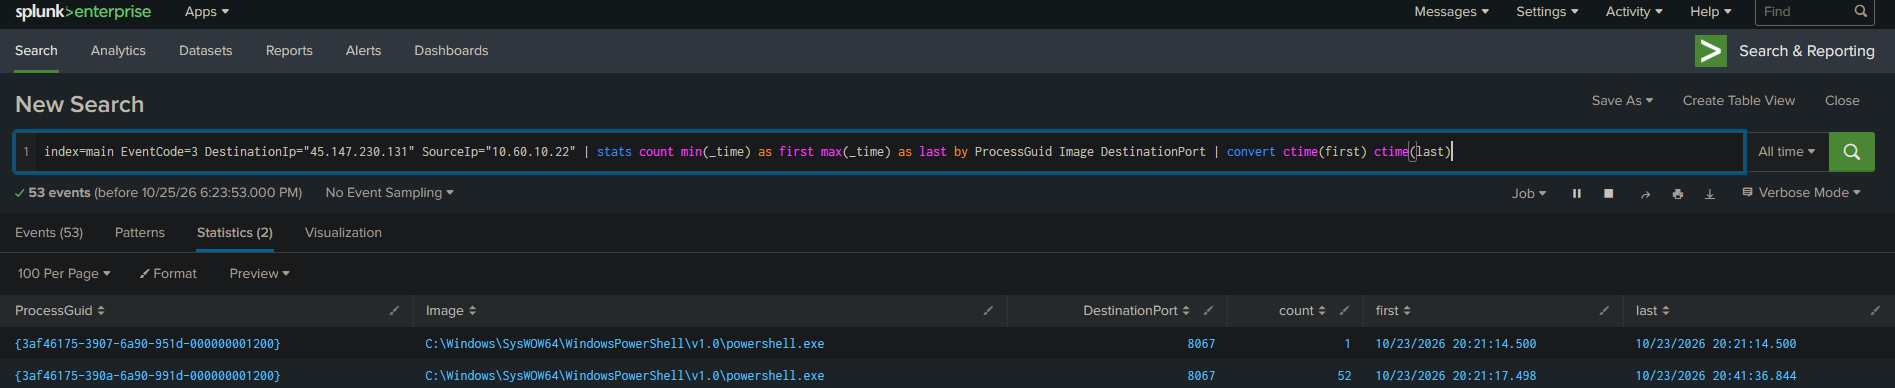 splunk>enterprise Apps Messages Settings Activity Help Find
Search Analytics Datasets Reports Alerts Dashboards Search & Reporting
New Search Save As Create Table View Close
1 index=main EventCode=3 DestinationIp="45.147.230.131" SourceIp="10.60.10.22" | stats count min(_time) as first max(_time) as last by ProcessGuid Image DestinationPort | convert ctime(first) ctime(last) All time
53 events (before 10/25/26 6:23:53.000 PM) No Event Sampling Job Verbose Mode
Events (53) Patterns Statistics (2) Visualization
100 Per Page Format Preview
ProcessGuid Image DestinationPort count first last
{3af46175-3907-6a90-951d-000000001200} C:\Windows\SysWOW64\WindowsPowerShell\v1.0\powershell.exe 8067 1 10/23/2026 20:21:14.500 10/23/2026 20:21:14.500
{3af46175-390a-6a90-991d-000000001200} C:\Windows\SysWOW64\WindowsPowerShell\v1.0\powershell.exe 8067 52 10/23/2026 20:21:17.498 10/23/2026 20:41:36.844